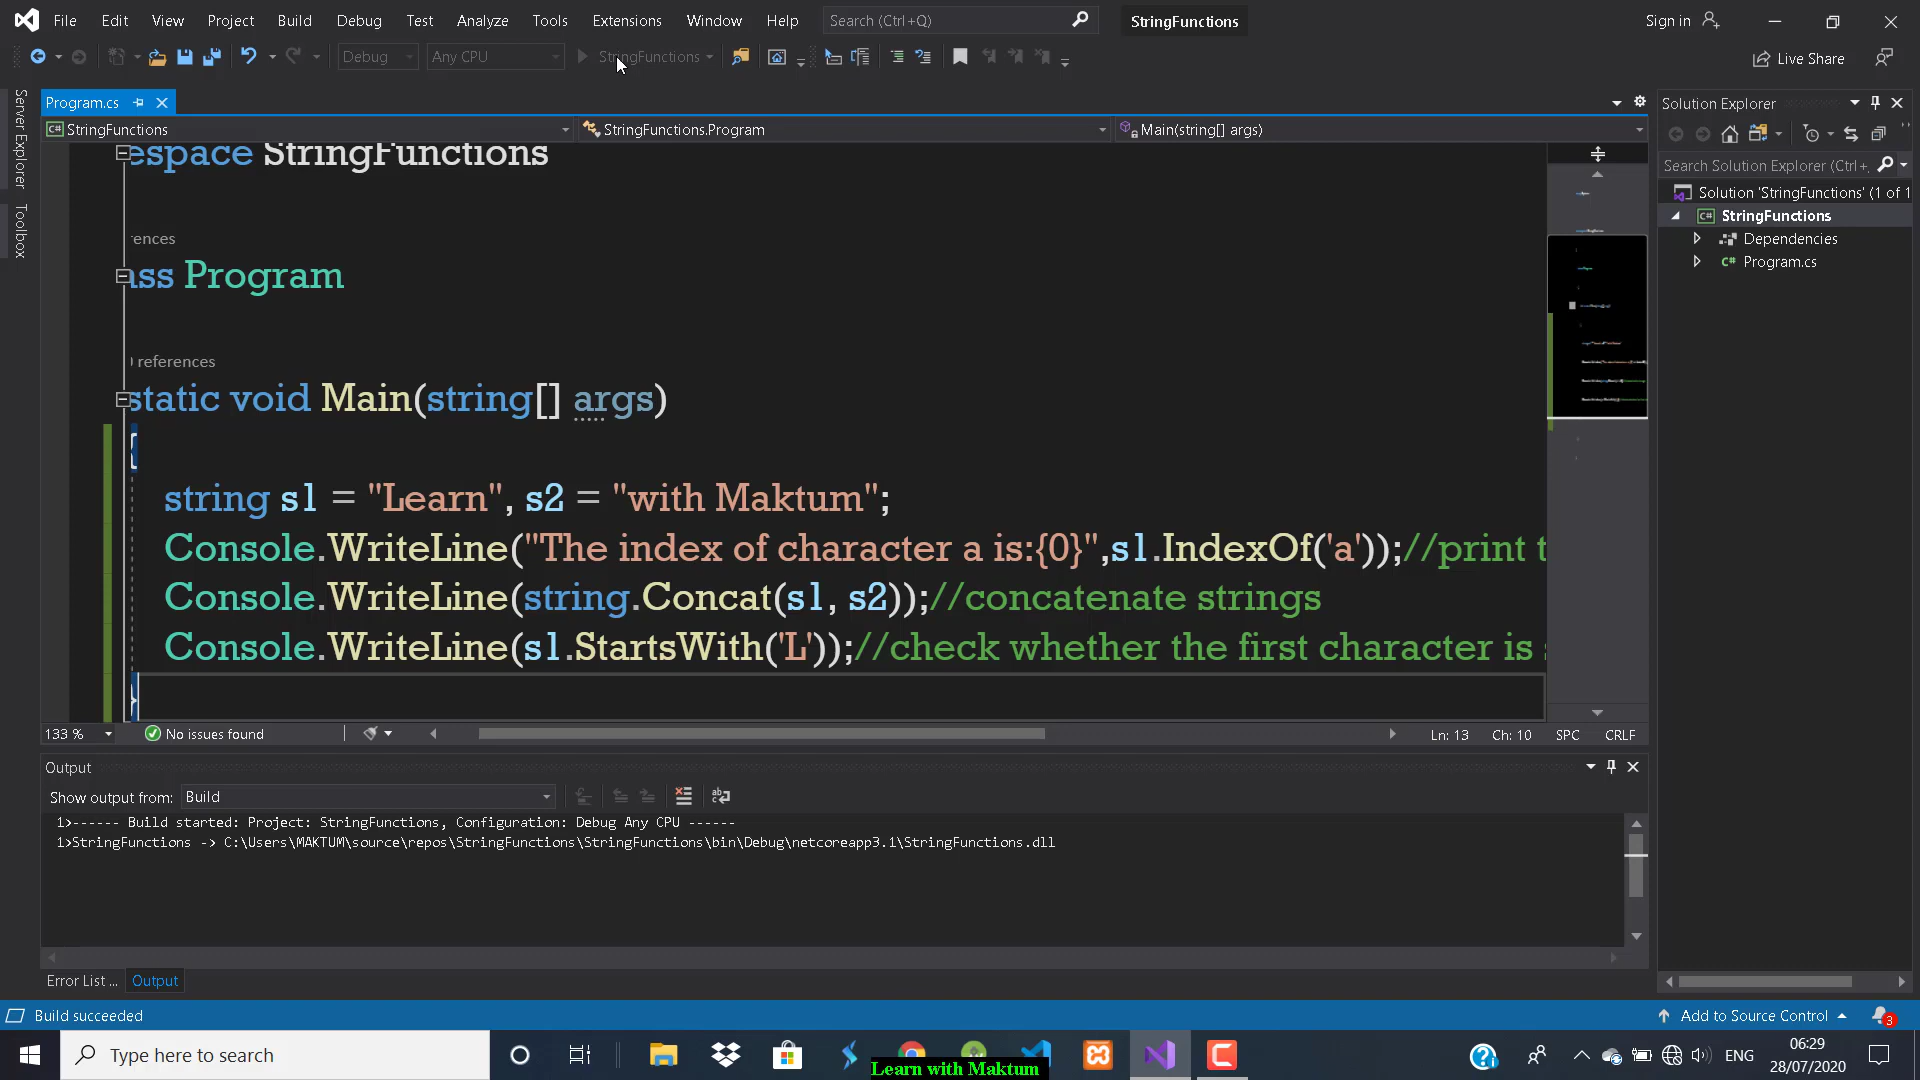 File Edit View Project Build Debug Test Analyze Tools Extensions Window Help Search (Ctrl+Q) StringFunctions Sign in
Debug Any CPU StringFunctions Live Share
Server Explorer
Toolbox
Program.cs
StringFunctions StringFunctions.Program Main(string[] args)
espace StringFunctions
rences
ass Program
0 references
static void Main(string[] args)
{
string s1 = "Learn", s2 = "with Maktum";
Console.WriteLine("The index of character a is:{0}",s1.IndexOf('a'));//print t
Console.WriteLine(string.Concat(s1, s2));//concatenate strings
Console.WriteLine(s1.StartsWith('L'));//check whether the first character is s
}
133 % No issues found Ln: 13 Ch: 10 SPC CRLF
Output
Show output from: Build
1>------ Build started: Project: StringFunctions, Configuration: Debug Any CPU ------
1>StringFunctions -> C:\Users\MAKTUM\source\repos\StringFunctions\StringFunctions\bin\Debug\netcoreapp3.1\StringFunctions.dll
Error List ... Output
Solution Explorer
Search Solution Explorer (Ctrl+,
Solution 'StringFunctions' (1 of 1
C# StringFunctions
Dependencies
C# Program.cs
Build succeeded Add to Source Control 3
Type here to search
Learn with Maktum
ENG
06:29
28/07/2020